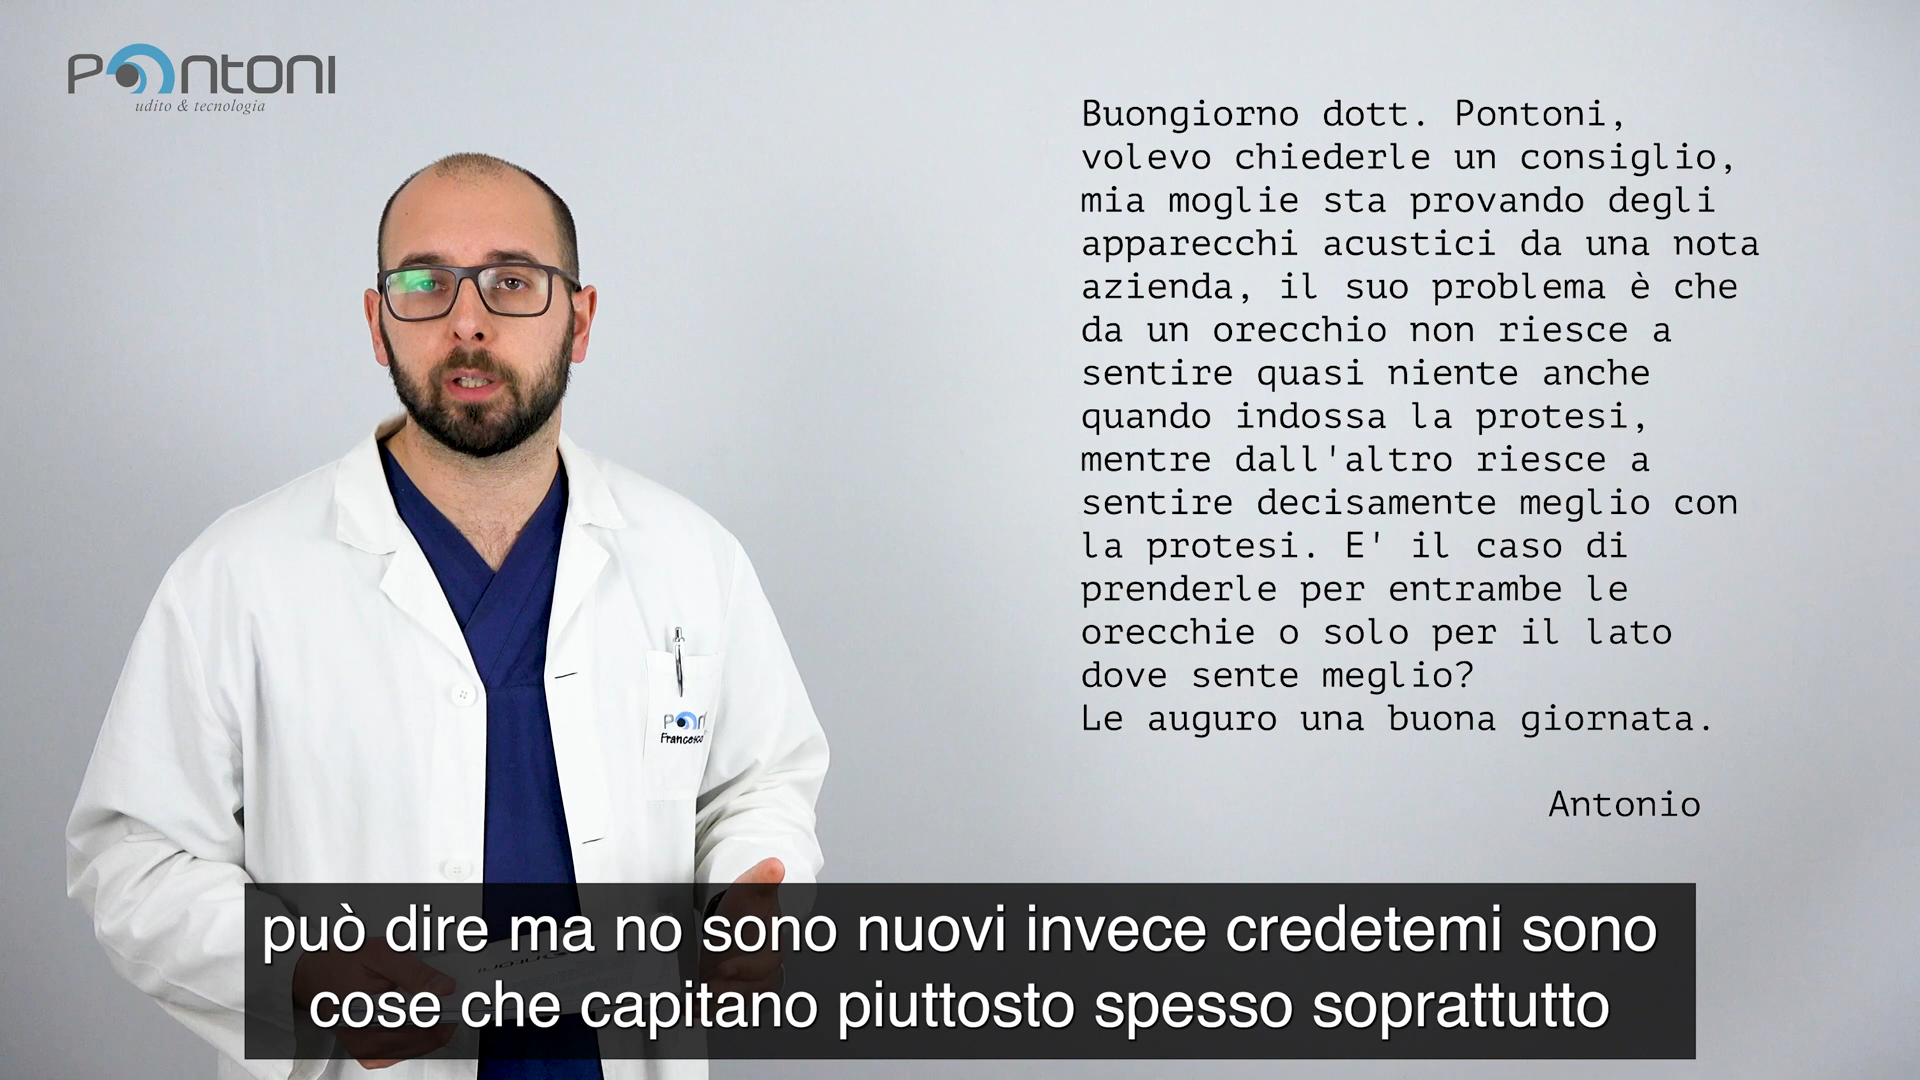 Pontoni
udito & tecnologia
Buongiorno dott. Pontoni,
volevo chiederle un consiglio,
mia moglie sta provando degli
apparecchi acustici da una nota
azienda, il suo problema è che
da un orecchio non riesce a
sentire quasi niente anche
quando indossa la protesi,
mentre dall'altro riesce a
sentire decisamente meglio con
la protesi. E' il caso di
prenderle per entrambe le
orecchie o solo per il lato
dove sente meglio?
Le auguro una buona giornata.
Antonio
Francesco
può dire ma no sono nuovi invece credetemi sono
cose che capitano piuttosto spesso soprattutto